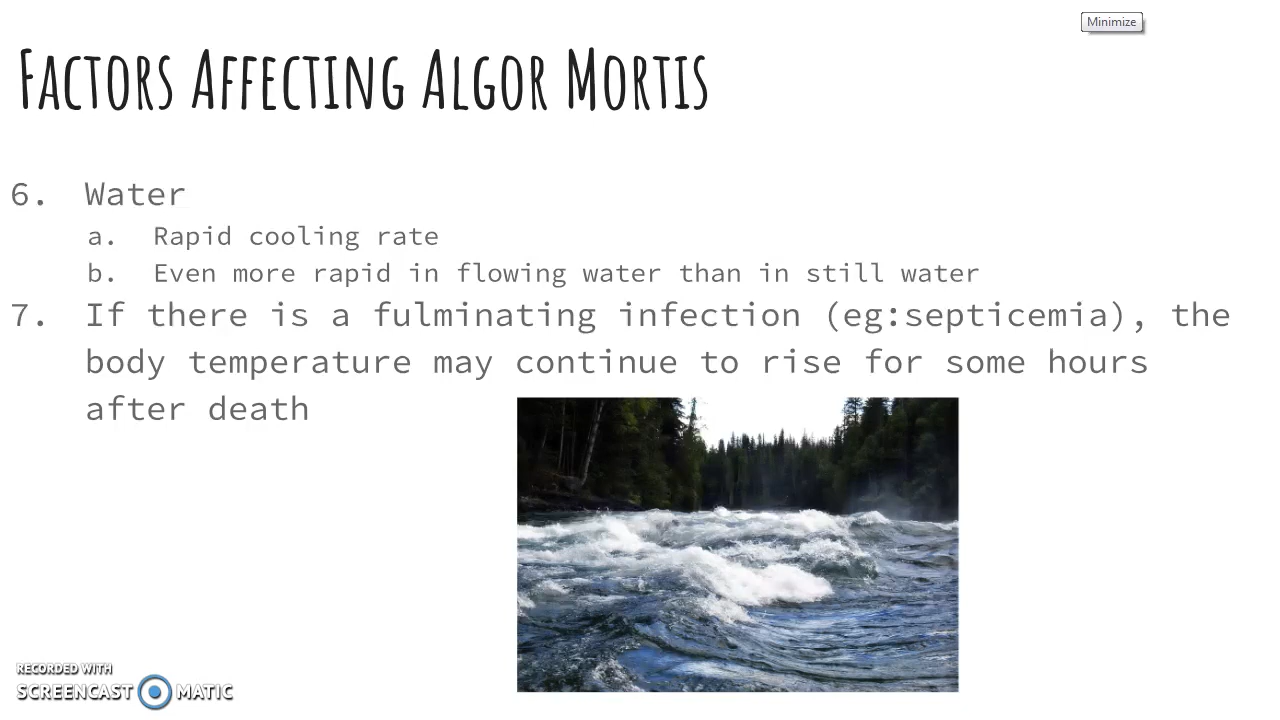 Minimize
Factors Affecting Algor Mortis
6. Water
a. Rapid cooling rate
b. Even more rapid in flowing water than in still water
7. If there is a fulminating infection (eg:septicemia), the
body temperature may continue to rise for some hours
after death
RECORDED WITH
SCREENCAST MATIC